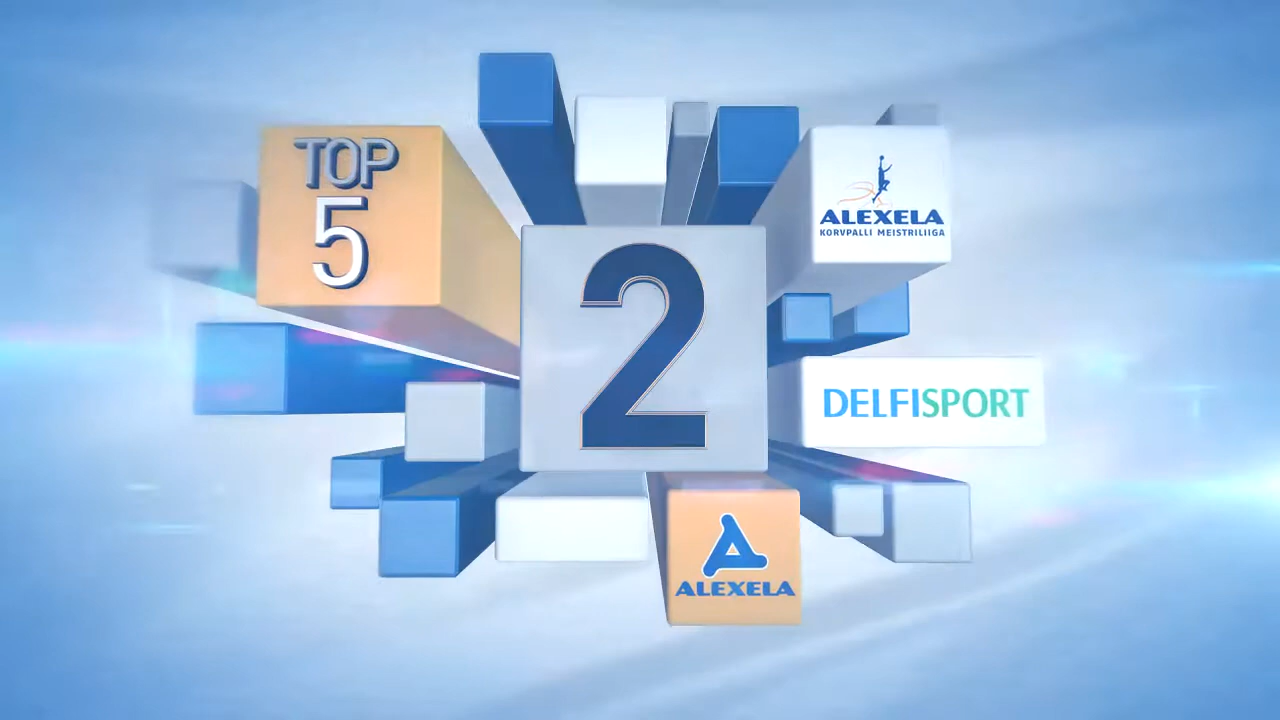 TOP
5
2
ALEXELA
KORVPALLI MEISTRILIIGA
DELFISPORT
ALEXELA